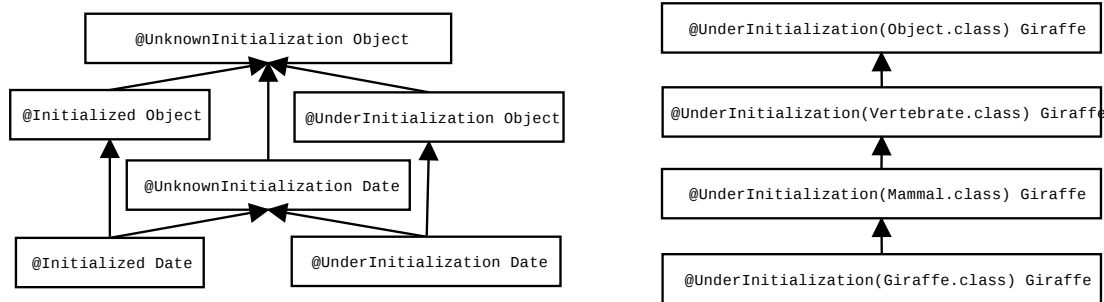 @UnknownInitialization Object
@Initialized Object
@UnderInitialization Object
@UnknownInitialization Date
@Initialized Date
@UnderInitialization Date
@UnderInitialization(Object.class) Giraffe
@UnderInitialization(Vertebrate.class) Giraffe
@UnderInitialization(Mammal.class) Giraffe
@UnderInitialization(Giraffe.class) Giraffe